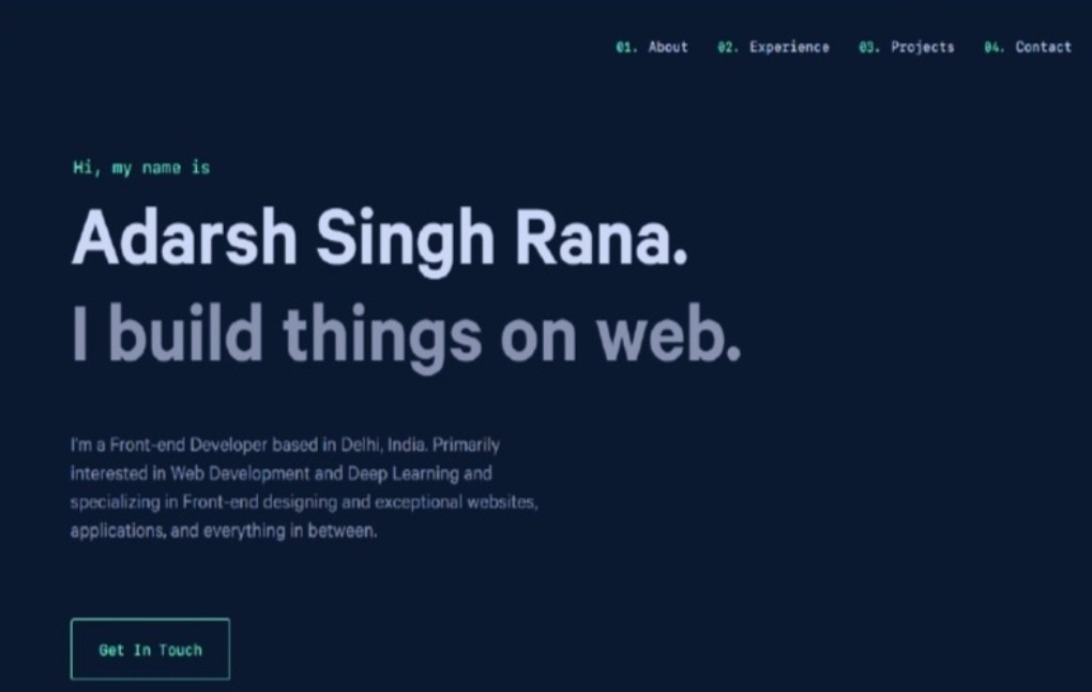 01. About 02. Experience 03. Projects 04. Contact
Hi, my name is
Adarsh Singh Rana.
I build things on web.
I'm a Front-end Developer based in Delhi, India. Primarily
interested in Web Development and Deep Learning and
specializing in Front-end designing and exceptional websites,
applications, and everything in between.
Get In Touch